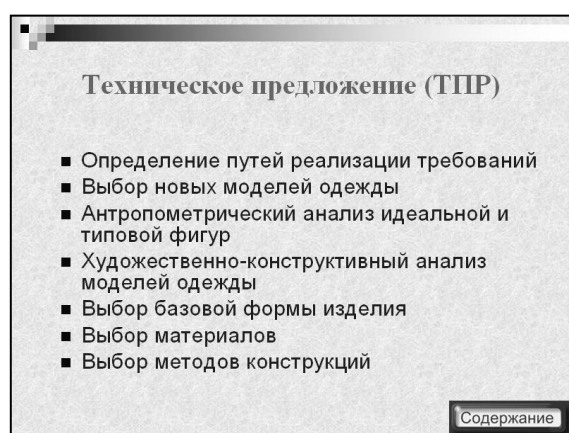 Техническое предложение (ТПР)
Определение путей реализации требований
Выбор новых моделей одежды
Антропометрический анализ идеальной и
типовой фигур
Художественно-конструктивный анализ
моделей одежды
Выбор базовой формы изделия
Выбор материалов
Выбор методов конструкций
Содержание